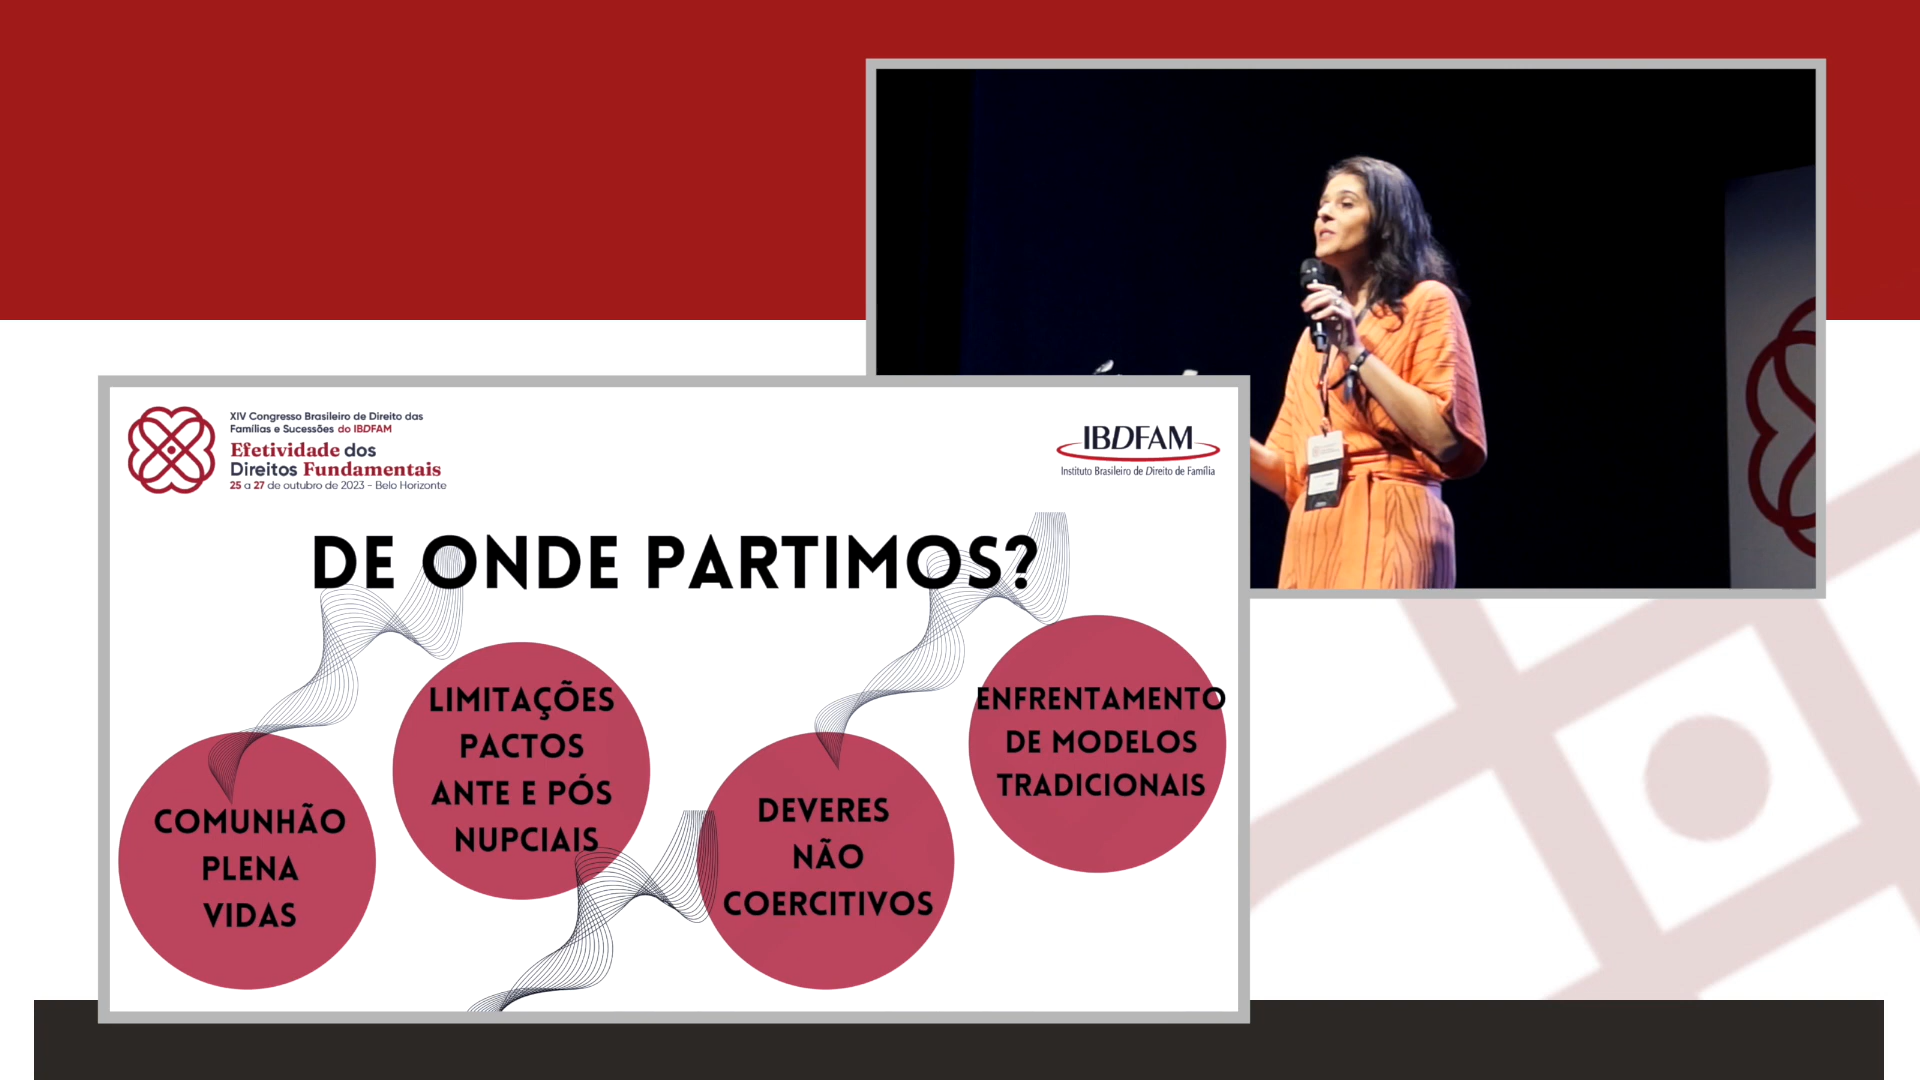 XIV Congresso Brasileiro de Direito das
Famílias e Sucessões do IBDFAM
Efetividade dos
Direitos Fundamentais
25 a 27 de outubro de 2023 - Belo Horizonte
IBDFAM
Instituto Brasileiro de Direito de Família
DE ONDE PARTIMOS?
COMUNHÃO
PLENA
VIDAS
LIMITAÇÕES
PACTOS
ANTE E PÓS
NUPCIAIS
DEVERES
NÃO
COERCITIVOS
ENFRENTAMENTO
DE MODELOS
TRADICIONAIS